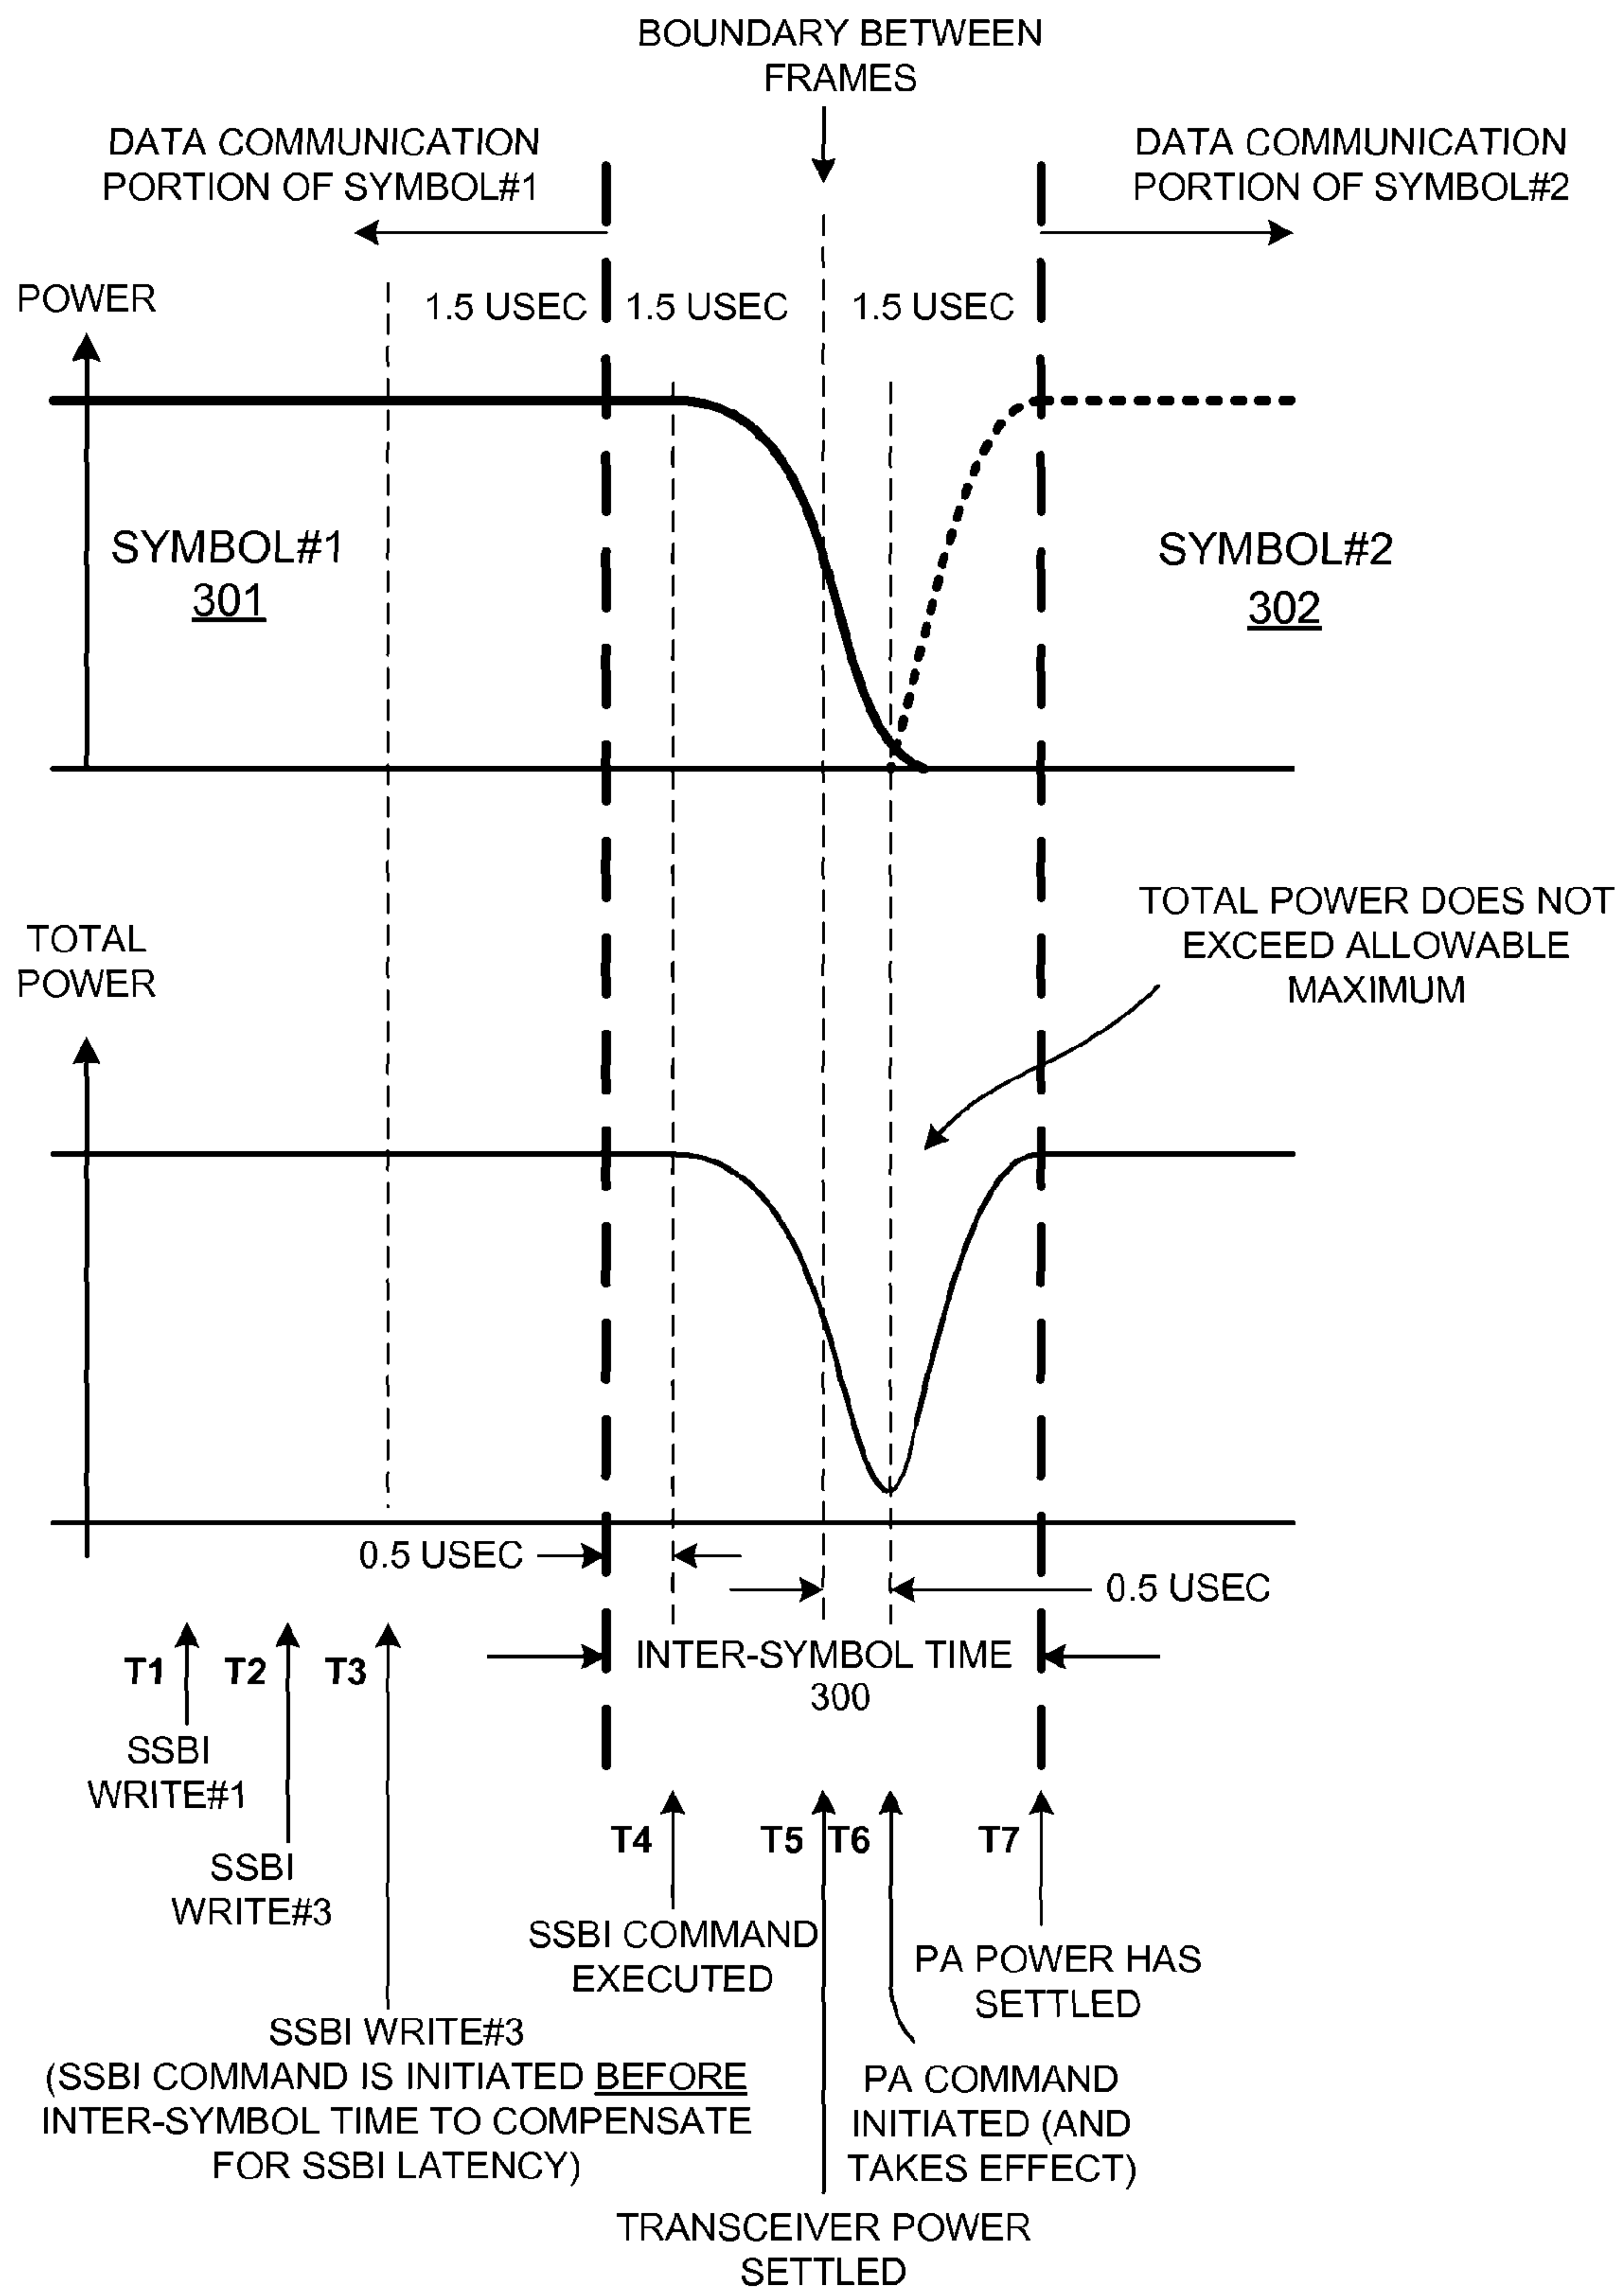 BOUNDARY BETWEEN
FRAMES
DATA COMMUNICATION
PORTION OF SYMBOL#1
DATA COMMUNICATION
PORTION OF SYMBOL#2
POWER
1.5 USEC
1.5 USEC
1.5 USEC
SYMBOL#1
301
SYMBOL#2
302
TOTAL POWER DOES NOT
EXCEED ALLOWABLE
MAXIMUM
TOTAL
POWER
0.5 USEC
0.5 USEC
INTER-SYMBOL TIME
300
T1
T2
T3
SSBI
WRITE#1
SSBI
WRITE#3
T4
T5
T6
T7
SSBI COMMAND
EXECUTED
PA POWER HAS
SETTLED
SSBI WRITE#3
(SSBI COMMAND IS INITIATED BEFORE
INTER-SYMBOL TIME TO COMPENSATE
FOR SSBI LATENCY)
PA COMMAND
INITIATED (AND
TAKES EFFECT)
TRANSCEIVER POWER
SETTLED